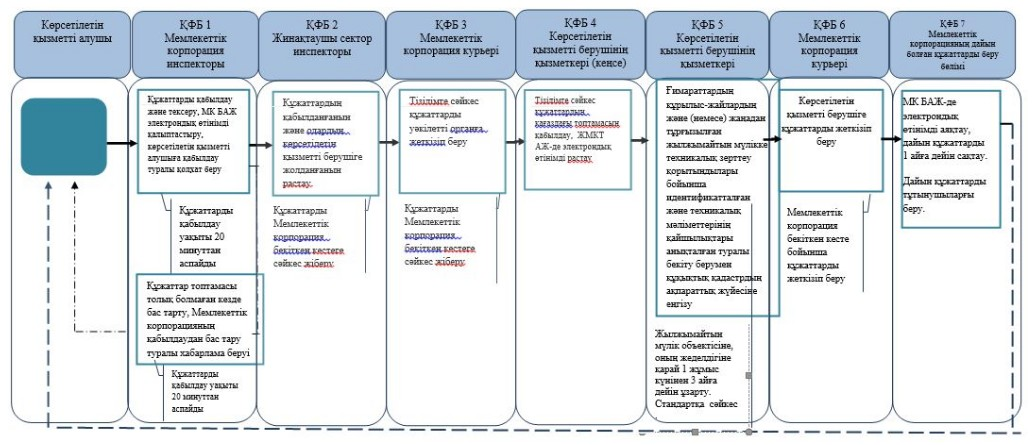 Көрсетілетін
қызметті алушы
ҚФБ 1
Мемлекеттік
корпорация
инспекторы
ҚФБ 2
Жинақтаушы сектор
инспекторы
ҚФБ 3
Мемлекеттік
корпорация курьері
ҚФБ 4
Көрсетілетін
қызметті берушінің
қызметкері (кеңсе)
ҚФБ 5
Көрсетілетін
қызметті берушінің
қызметкері
ҚФБ 6
Мемлекеттік
корпорация
курьері
ҚФБ 7
Мемлекеттік
корпорацияның дайын
болған құжаттарды беру
бөлімі
Құжаттарды қабылдау
және тексеру, МК БАЖ
электрондық өтінімді
қалыптастыру,
көрсетілетін қызметті
алушыға қабылдау
туралы қолхат беру
Құжаттарды
қабылдау
уақыты 20
минуттан
аспайды
Құжаттар топтамасы
толық болмаған кезде
бас тарту, Мемлекеттік
корпорацияның
қабылдаудан бас тару
туралы хабарлама беруі
Құжаттарды
қабылдау уақыты
20 минуттан
аспайды
Құжаттардың
қабылданғанын
және олардың
көрсетілетін
қызметті берушіге
жолданғанын
растау.
Құжаттарды
Мемлекеттік
корпорация
бекіткен кестеге
сәйкес жіберу.
Тізілімге сәйкес
құжаттарды
уәкілетті органға
жеткізіп беру
Құжаттарды
Мемлекеттік
корпорация
бекіткен кестеге
сәйкес жіберу.
Тізілімге сәйкес
құжаттардың
қағаздағы топтамасын
қабылдау, ЖМКТ
АЖ-де электрондық
өтінімді растау
Ғимараттардың
құрылыс-жайлардың
және (немесе) жаңадан
тұрғызылған
жылжымайтын мүлікке
техникалық зерттеу
қорытындылары
бойынша
идентификатталған
және техникалық
мәліметтерінің
қайшылықтары
анықталған туралы
бекіту берумен
құқықтық кадастрдың
ақпараттық жүйесіне
енгізу
Жылжымайтын
мүлік объектісіне,
оның жеделдігіне
қарай 1 жұмыс
күнінен 3 айға
дейін ұзарту.
Стандартқа сәйкес
Көрсетілетін
қызметті берушіге
құжаттарды жеткізіп
беру
Мемлекеттік
корпорация
бекіткен кесте
бойынша
құжаттарды
жеткізіп беру
МК БАЖ-де
электрондық
өтінімді аяқтау,
дайын құжаттарды
1 айға дейін сақтау.
Дайын құжаттарды
тұтынушыларға
беру.